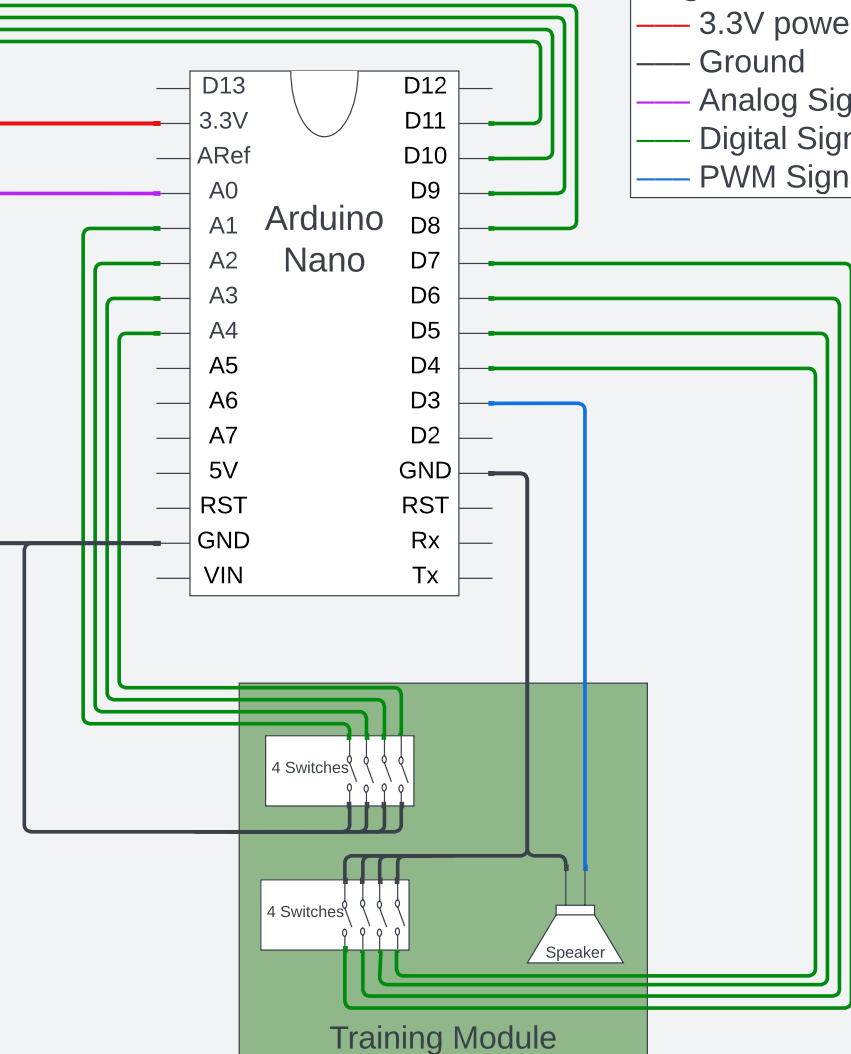 3.3V powe
Ground
Analog Sig
Digital Sign
PWM Sign
Arduino
Nano
D13
3.3V
ARef
A0
A1
A2
A3
A4
A5
A6
A7
5V
RST
GND
VIN
D12
D11
D10
D9
D8
D7
D6
D5
D4
D3
D2
GND
RST
Rx
Tx
4 Switches
4 Switches
Speaker
Training Module